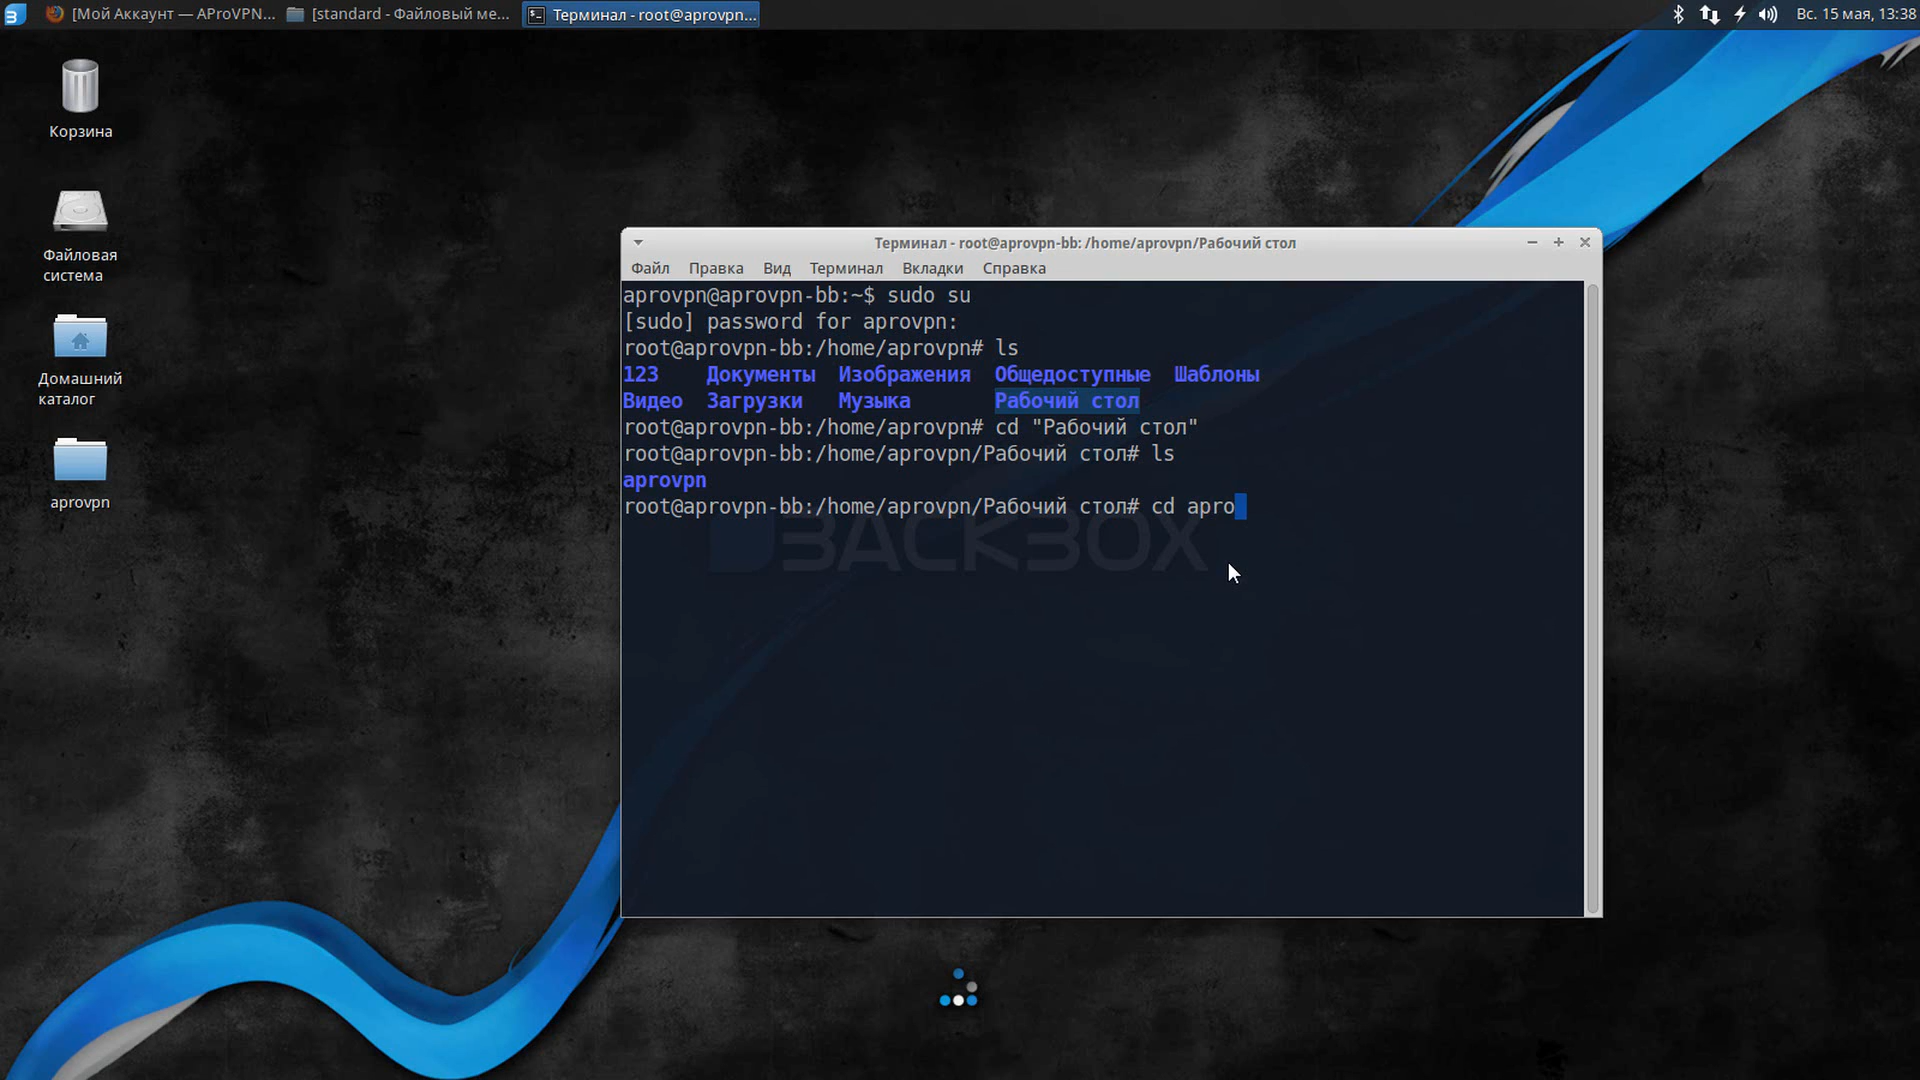 [Мой Аккаунт — AProVPN...
[standard - Файловый ме...
Терминал - root@aprovpn...
Вс. 15 мая, 13:38
Корзина
Файловая
система
Домашний
каталог
aprovpn
Терминал - root@aprovpn-bb: /home/aprovpn/Рабочий стол
Файл Правка Вид Терминал Вкладки Справка
aprovpn@aprovpn-bb:~$ sudo su
[sudo] password for aprovpn:
root@aprovpn-bb:/home/aprovpn# ls
123 Документы Изображения Общедоступные Шаблоны
Видео Загрузки Музыка Рабочий стол
root@aprovpn-bb:/home/aprovpn# cd "Рабочий стол"
root@aprovpn-bb:/home/aprovpn/Рабочий стол# ls
aprovpn
root@aprovpn-bb:/home/aprovpn/Рабочий стол# cd apro
BACKBOX